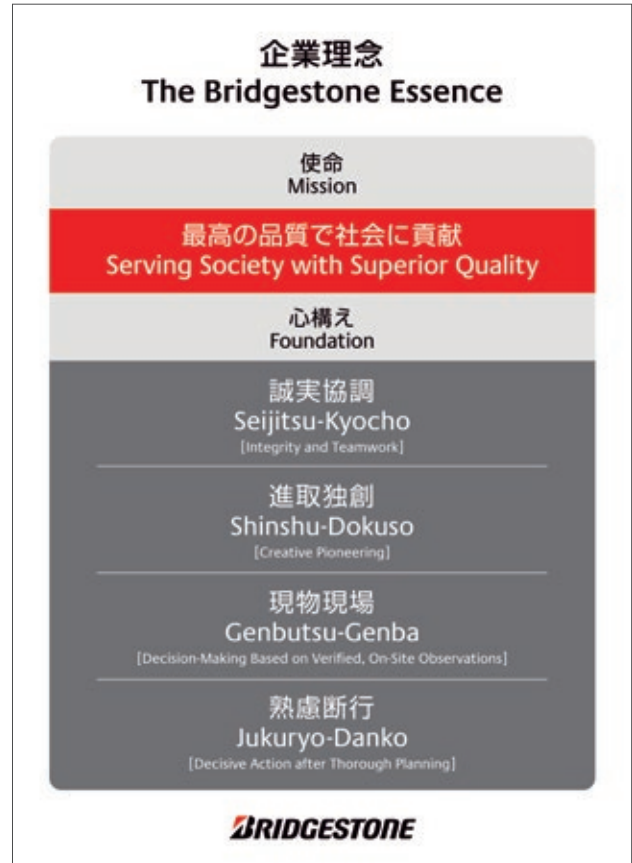 企業理念
The Bridgestone Essence
使命
Mission
最高の品質で社会に貢献
Serving Society with Superior Quality
心構え
Foundation
誠実協調
Seijitsu-Kyocho
[Integrity and Teamwork]
進取独創
Shinshu-Dokuso
[Creative Pioneering]
現物現場
Genbutsu-Genba
[Decision-Making Based on Verified, On-Site Observations]
熟慮断行
Jukuryo-Danko
[Decisive Action after Thorough Planning]
BRIDGESTONE